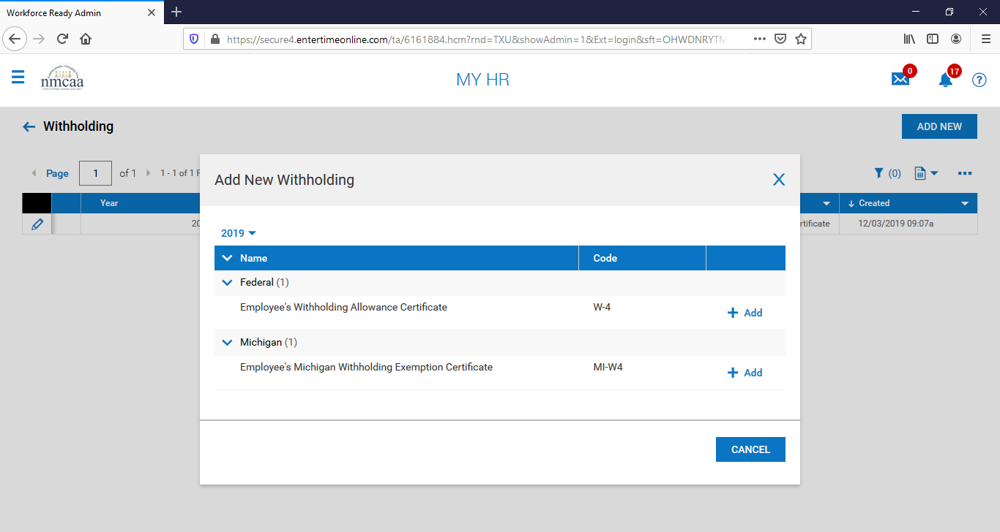 Workforce Ready Admin
https://secure4.entertimeonline.com/ta/6161884.hcm?rnd=TXU&showAdmin=1&Ext=login&sft=OHWDNRYTM
nmcaa
MY HR
0
17
?
Withholding
ADD NEW
Page 1 of 1 1 - 1 of 1
(0)
Year
Created
20
rtificate
12/03/2019 09:07a
Add New Withholding
X
2019
Name Code
Federal (1)
Employee's Withholding Allowance Certificate W-4 Add
Michigan (1)
Employee's Michigan Withholding Exemption Certificate MI-W4 Add
CANCEL